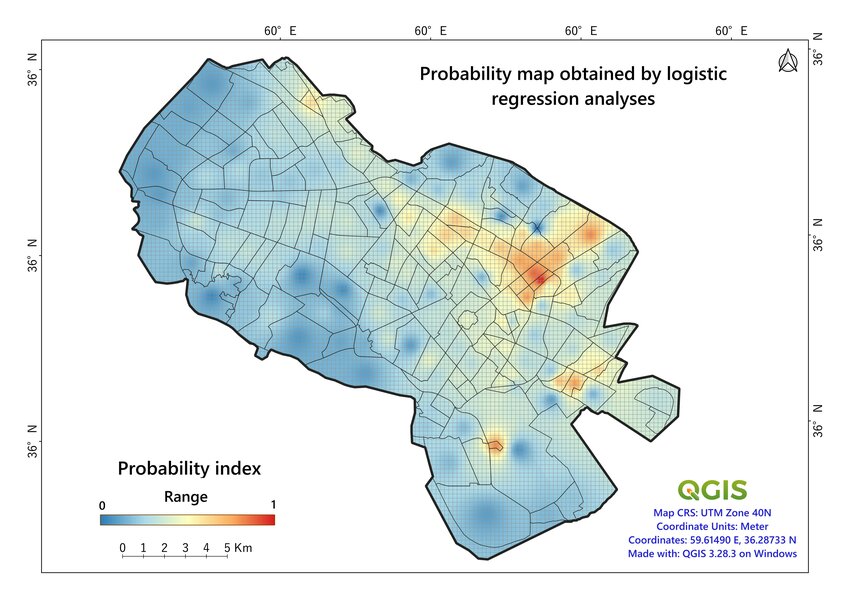 60° E 60° E 60° E 60° E
36° N 36° N
Probability map obtained by logistic
regression analyses
36° N 36° N
36° N 36° N
Probability index
Range
0 1
0 1 2 3 4 5 Km
QGIS
Map CRS: UTM Zone 40N
Coordinate Units: Meter
Coordinates: 59.61490 E, 36.28733 N
Made with: QGIS 3.28.3 on Windows